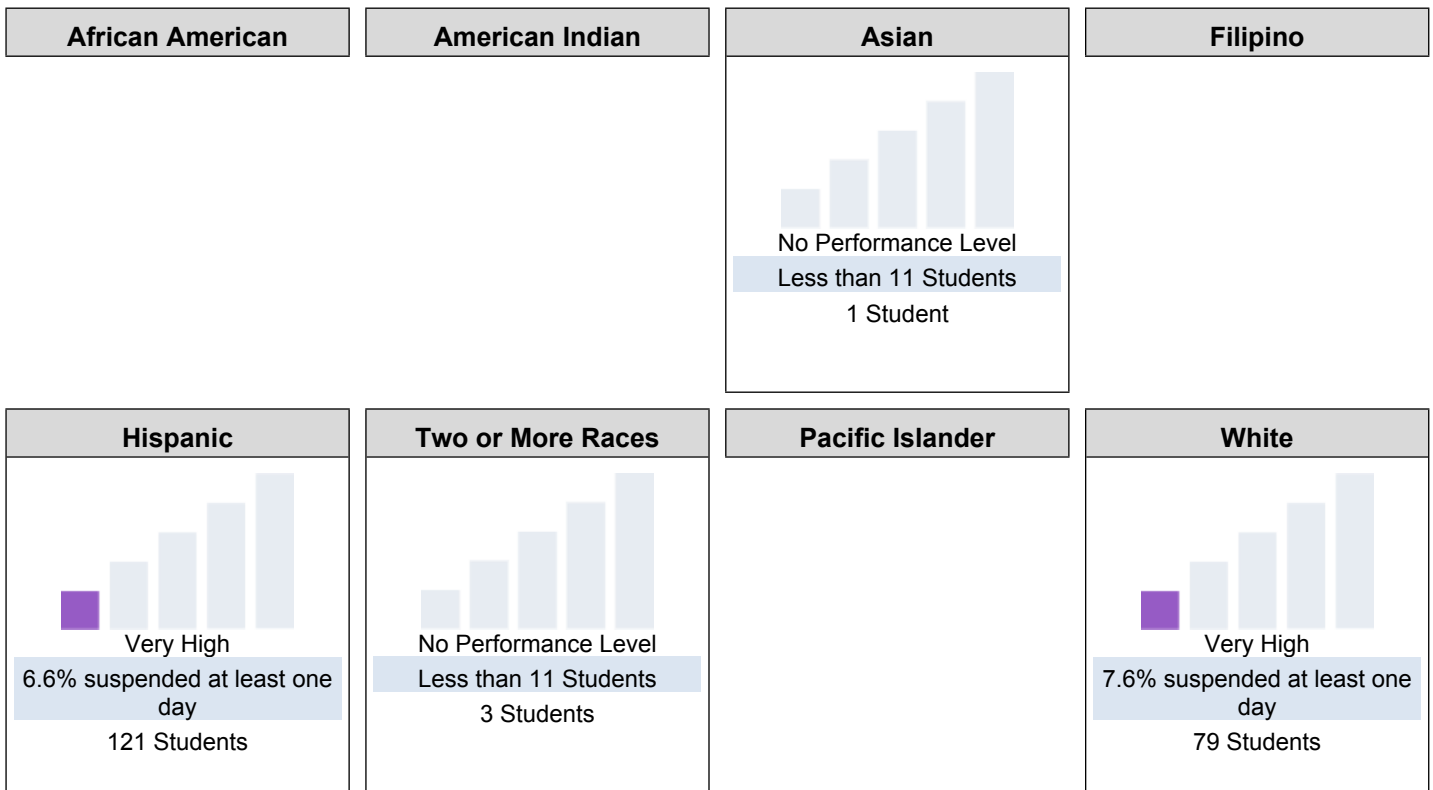 African American
American Indian
Asian
Filipino
No Performance Level
Less than 11 Students
1 Student
Hispanic
Two or More Races
Pacific Islander
White
Very High
6.6% suspended at least one
day
121 Students
No Performance Level
Less than 11 Students
3 Students
Very High
7.6% suspended at least one
day
79 Students